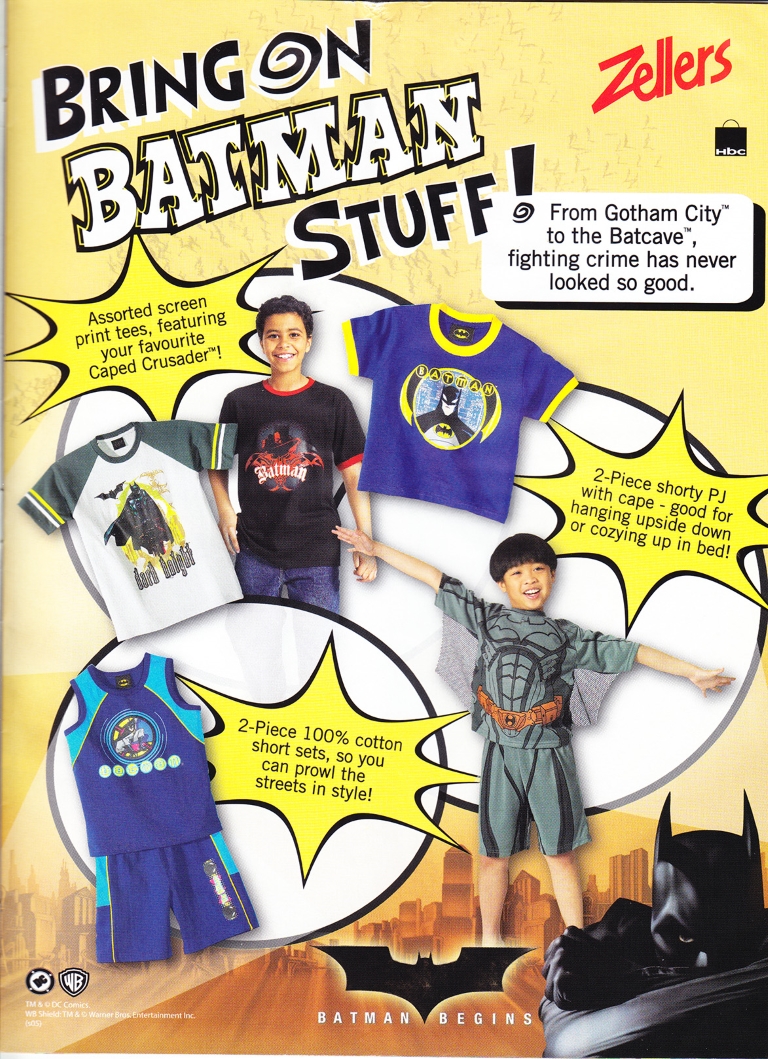 BRING ON
BATMAN
STUFF!
Zellers
Hbc
From Gotham City™
to the Batcave™,
fighting crime has never
looked so good.
Assorted screen
print tees, featuring
your favourite
Caped Crusader™!
BATMAN
Batman
dark knight
2-Piece shorty PJ
with cape - good for
hanging upside down
or cozying up in bed!
2-Piece 100% cotton
short sets, so you
can prowl the
streets in style!
BATMAN
WB
TM & © DC Comics.
WB Shield: TM & © Warner Bros. Entertainment Inc.
(s05)
BATMAN BEGINS